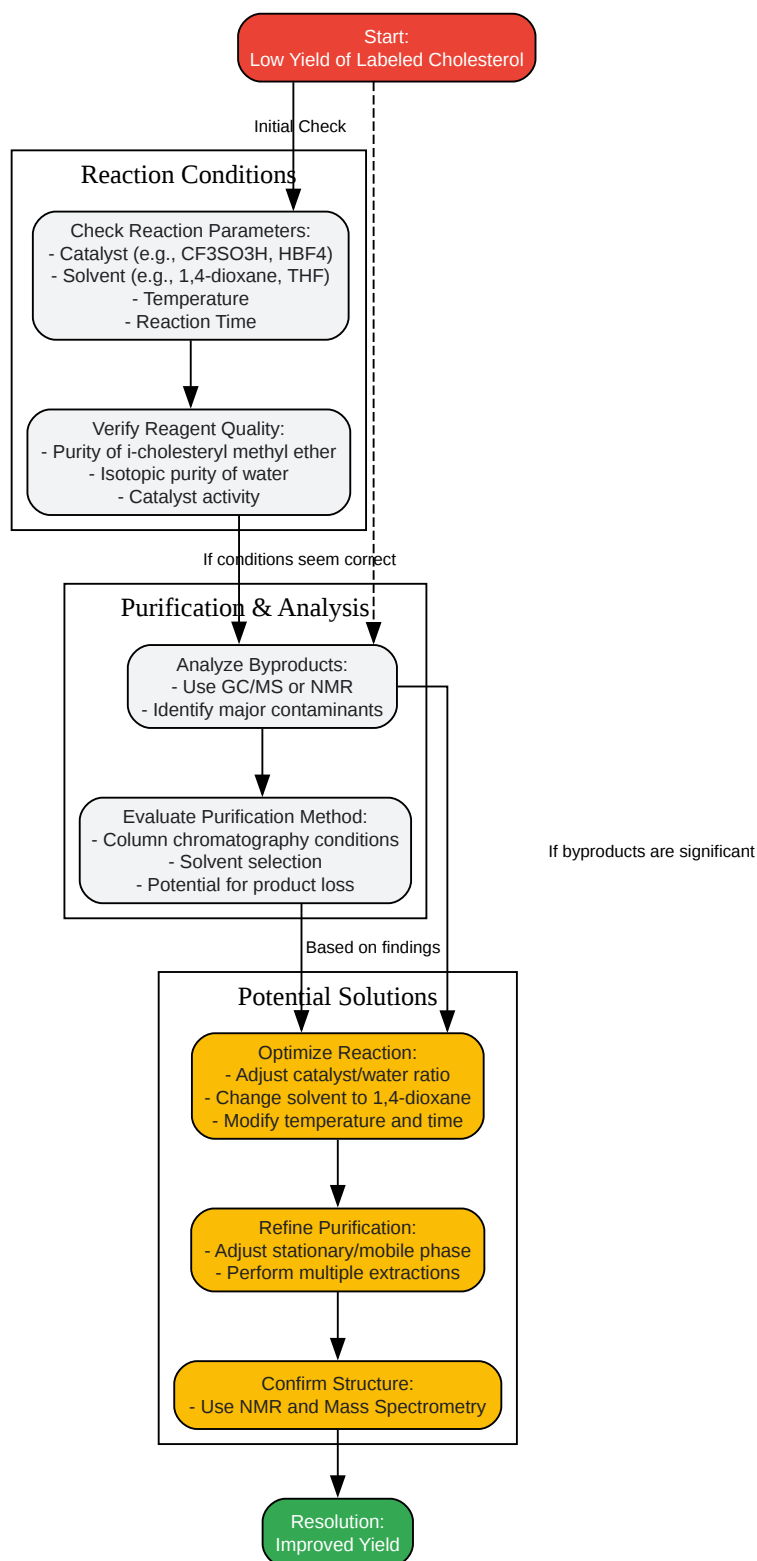 Start:
Low Yield of Labeled Cholesterol
Initial Check
Reaction Conditions
Check Reaction Parameters:
- Catalyst (e.g., CF3SO3H, HBF4)
- Solvent (e.g., 1,4-dioxane, THF)
- Temperature
- Reaction Time
Verify Reagent Quality:
- Purity of i-cholesteryl methyl ether
- Isotopic purity of water
- Catalyst activity
If conditions seem correct
Purification & Analysis
Analyze Byproducts:
- Use GC/MS or NMR
- Identify major contaminants
Evaluate Purification Method:
- Column chromatography conditions
- Solvent selection
- Potential for product loss
If byproducts are significant
Based on findings
Potential Solutions
Optimize Reaction:
- Adjust catalyst/water ratio
- Change solvent to 1,4-dioxane
- Modify temperature and time
Refine Purification:
- Adjust stationary/mobile phase
- Perform multiple extractions
Confirm Structure:
- Use NMR and Mass Spectrometry
Resolution:
Improved Yield